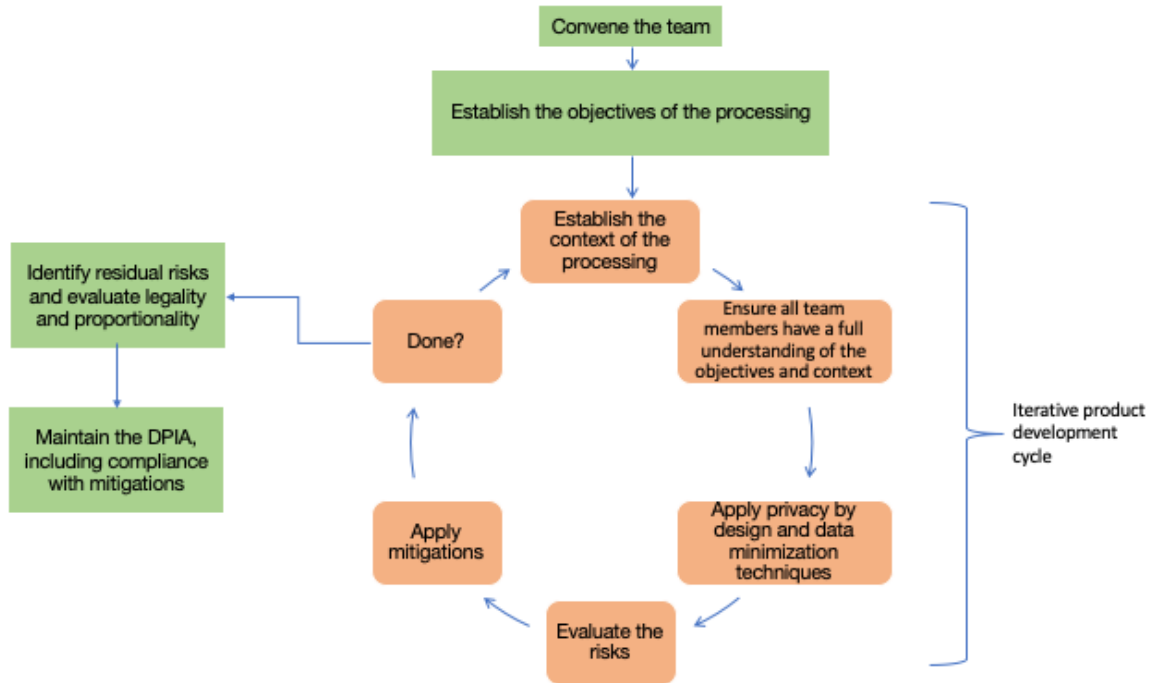 Convene the team
Establish the objectives of the processing
Establish the
context of the
processing
Identify residual risks
and evaluate legality
and proportionality
Done?
Ensure all team
members have a full
understanding of the
objectives and context
Maintain the DPIA,
including compliance
with mitigations
Iterative product
development
cycle
Apply
mitigations
Apply privacy by
design and data
minimization
techniques
Evaluate the
risks